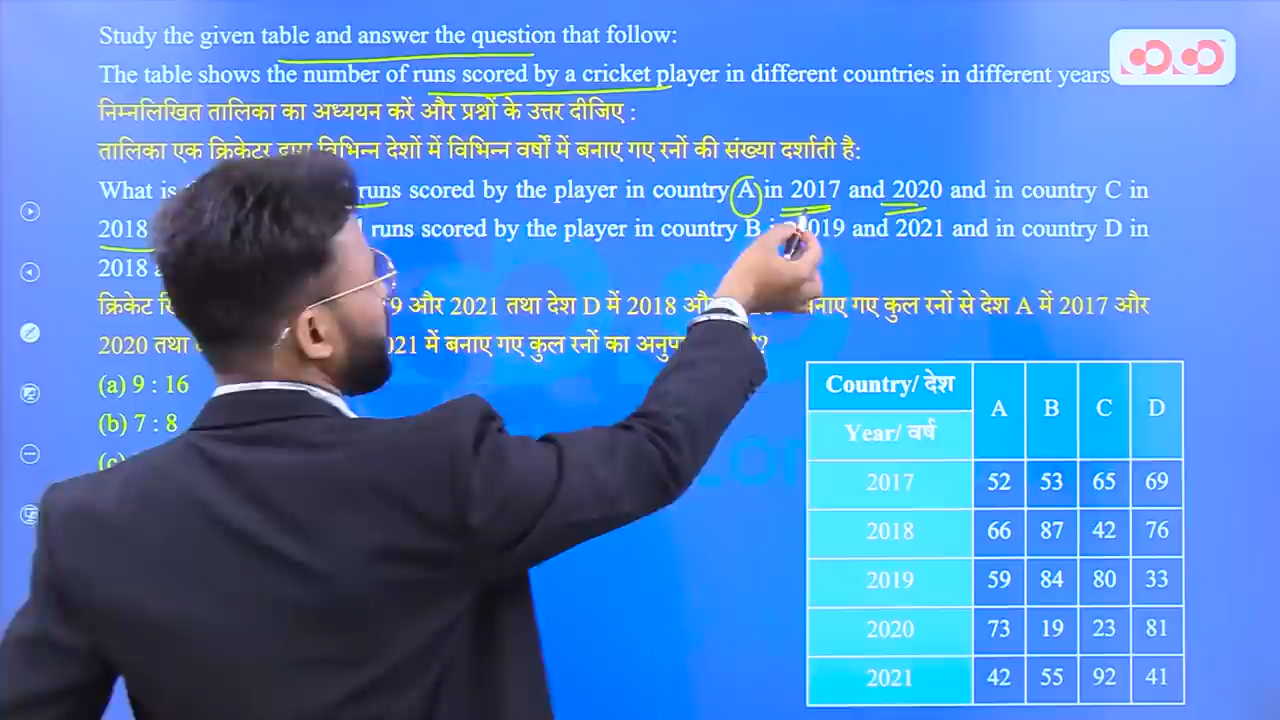 Study the given table and answer the question that follow:
The table shows the number of runs scored by a cricket player in different countries in different years
निम्नलिखित तालिका का अध्ययन करें और प्रश्नों के उत्तर दीजिए :
तालिका एक क्रिकेटर द्वारा विभिन्न देशों में विभिन्न वर्षों में बनाए गए रनों की संख्या दर्शाती है:
What is runs scored by the player in country A in 2017 and 2020 and in country C in
2018 runs scored by the player in country B in 2019 and 2021 and in country D in
2018
क्रिकेट और 2021 तथा देश D में 2018 गए कुल रनों से देश A में 2017 और
2020 तथा में बनाए गए कुल रनों का
(a) 9 : 16
(b) 7 : 8
Country/ देश A B C D
Year/ वर्ष
2017 52 53 65 69
2018 66 87 42 76
2019 59 84 80 33
2020 73 19 23 81
2021 42 55 92 41